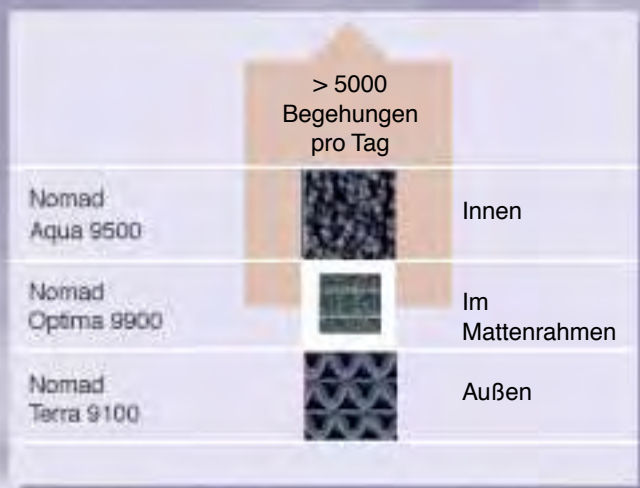 > 5000
Begehungen
pro Tag
Nomad
Aqua 9500
Innen
Nomad
Optima 9900
Im
Mattenrahmen
Nomad
Terra 9100
Außen